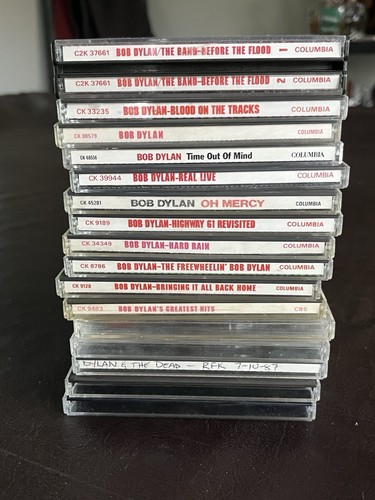 C2K 37661 BOB DYLAN/THE BAND-BEFORE THE FLOOD 1 COLUMBIA
C2K 37661 BOB DYLAN/THE BAND-BEFORE THE FLOOD 2 COLUMBIA
CK 33235 BOB DYLAN-BLOOD ON THE TRACKS COLUMBIA
CK 08579 BOB DYLAN COLUMBIA
CK 68556 BOB DYLAN Time Out Of Mind COLUMBIA
CK 39944 BOB DYLAN-REAL LIVE COLUMBIA
CK 45281 BOB DYLAN OH MERCY COLUMBIA
CK 9189 BOB DYLAN-HIGHWAY 61 REVISITED COLUMBIA
CK 34349 BOB DYLAN-HARD RAIN COLUMBIA
CK 8786 BOB DYLAN-THE FREEWHEELIN' BOB DYLAN COLUMBIA
CK 9128 BOB DYLAN-BRINGING IT ALL BACK HOME COLUMBIA
CK 9463 BOB DYLAN'S GREATEST HITS CBS
DYLAN & THE DEAD - RFK 7-10-87